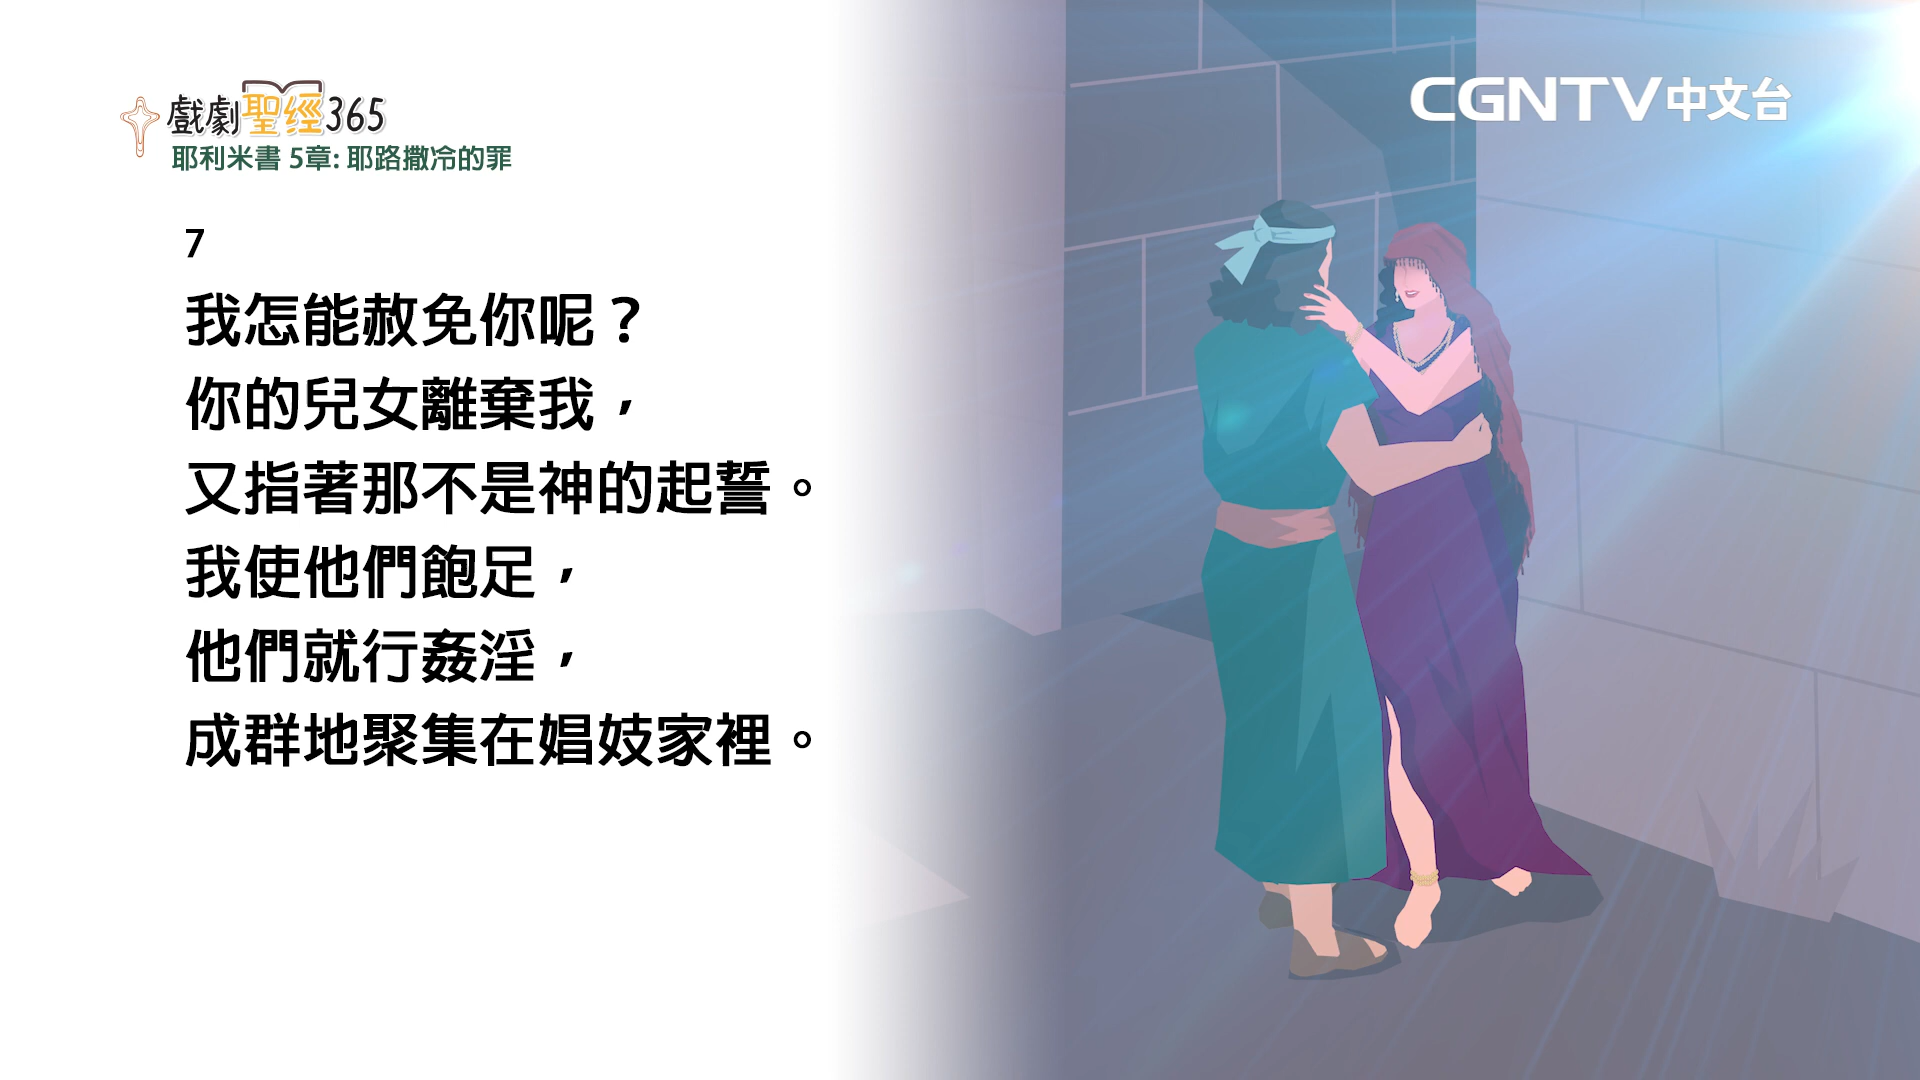 戲劇聖經365
耶利米書 5章: 耶路撒冷的罪
CGNTV中文台
7
我怎能赦免你呢？
你的兒女離棄我，
又指著那不是神的起誓。
我使他們飽足，
他們就行姦淫，
成群地聚集在娼妓家裡。